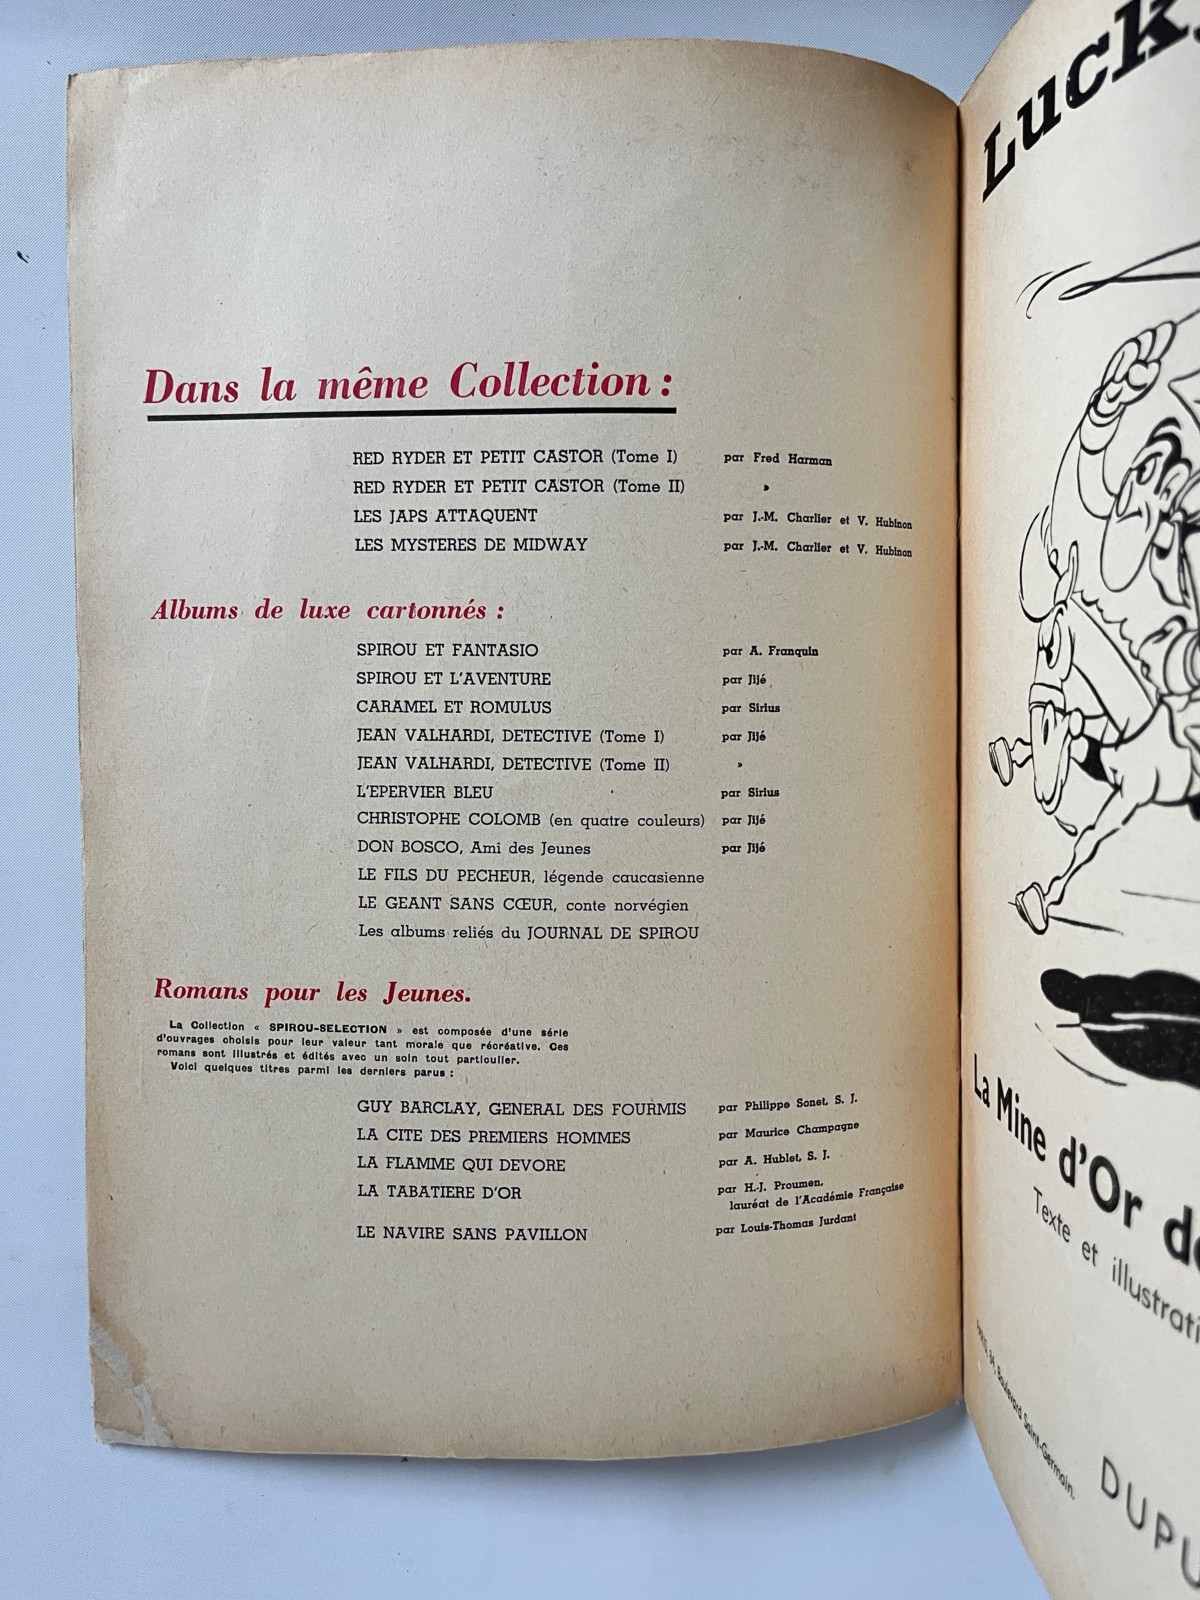 Dans la même Collection :
RED RYDER ET PETIT CASTOR (Tome I) par Fred Harman
RED RYDER ET PETIT CASTOR (Tome II) »
LES JAPS ATTAQUENT par J.-M. Charlier et V. Hubinon
LES MYSTERES DE MIDWAY par J.-M. Charlier et V. Hubinon
Albums de luxe cartonnés :
SPIROU ET FANTASIO par A. Franquin
SPIROU ET L'AVENTURE par Jijé
CARAMEL ET ROMULUS par Sirius
JEAN VALHARDI, DETECTIVE (Tome I) par Jijé
JEAN VALHARDI, DETECTIVE (Tome II) »
L'EPERVIER BLEU par Sirius
CHRISTOPHE COLOMB (en quatre couleurs) par Jijé
DON BOSCO, Ami des Jeunes par Jijé
LE FILS DU PECHEUR, légende caucasienne
LE GEANT SANS CŒUR, conte norvégien
Les albums reliés du JOURNAL DE SPIROU
Romans pour les Jeunes.
La Collection « SPIROU-SELECTION » est composée d'une série
d'ouvrages choisis pour leur valeur tant morale que récréative. Ces
romans sont illustrés et édités avec un soin tout particulier.
Voici quelques titres parmi les derniers parus :
GUY BARCLAY, GENERAL DES FOURMIS par Philippe Sonet, S. J.
LA CITE DES PREMIERS HOMMES par Maurice Champagne
LA FLAMME QUI DEVORE par A. Hublet, S. J.
LA TABATIERE D'OR par H.-J. Proumen,
lauréat de l'Académie Française
LE NAVIRE SANS PAVILLON par Louis-Thomas Jurdant
Luck
La Mine d'Or de
Texte et illustrati
PARIS, 84, Boulevard Saint-Germain.
DUPU